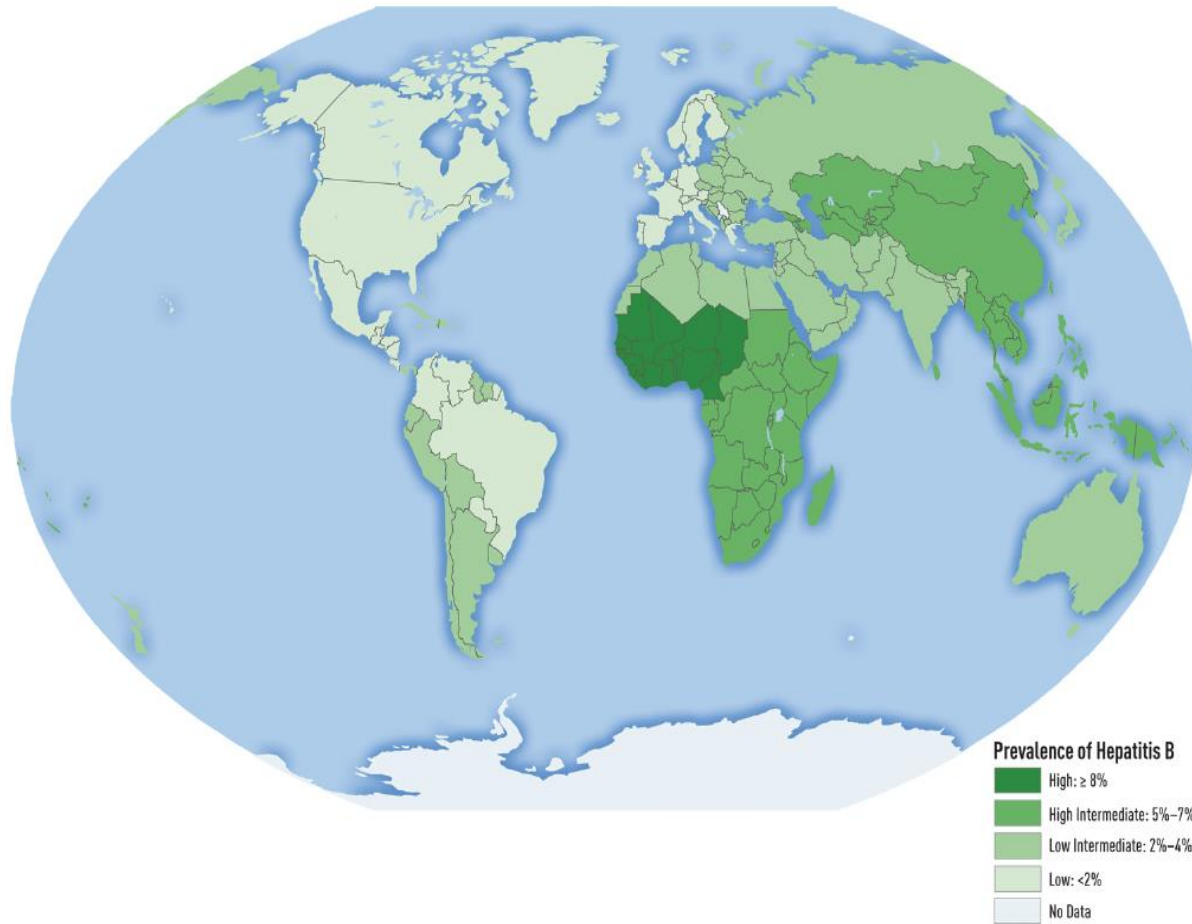 Prevalence of Hepatitis B
High: ≥ 8%
High Intermediate: 5%–7%
Low Intermediate: 2%–4%
Low: <2%
No Data